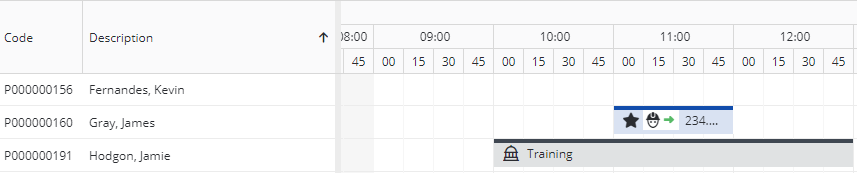 Code Description
08:00 09:00 10:00 11:00 12:00
45 00 15 30 45 00 15 30 45 00 15 30 45 00 15 30 45
P000000156 Fernandes, Kevin
P000000160 Gray, James 234....
P000000191 Hodgon, Jamie Training